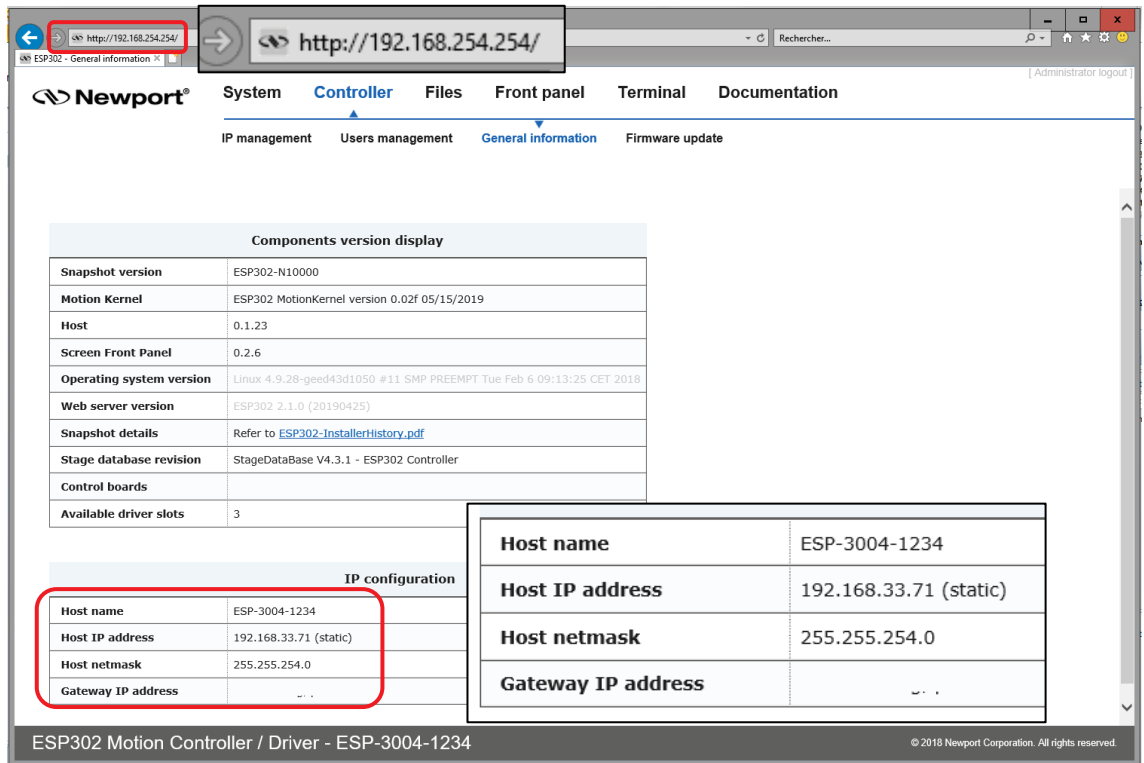 http://192.168.254.254/
http://192.168.254.254/
Rechercher...
ESP302 - General information
[ Administrator logout ]
Newport®
System Controller Files Front panel Terminal Documentation
IP management Users management General information Firmware update
Components version display
Snapshot version ESP302-N10000
Motion Kernel ESP302 MotionKernel version 0.02f 05/15/2019
Host 0.1.23
Screen Front Panel 0.2.6
Operating system version Linux 4.9.28-geed43d1050 #11 SMP PREEMPT Tue Feb 6 09:13:25 CET 2018
Web server version ESP302 2.1.0 (20190425)
Snapshot details Refer to ESP302-InstallerHistory.pdf
Stage database revision StageDataBase V4.3.1 - ESP302 Controller
Control boards
Available driver slots 3
IP configuration
Host name ESP-3004-1234
Host IP address 192.168.33.71 (static)
Host netmask 255.255.254.0
Gateway IP address
Host name ESP-3004-1234
Host IP address 192.168.33.71 (static)
Host netmask 255.255.254.0
Gateway IP address
ESP302 Motion Controller / Driver - ESP-3004-1234
© 2018 Newport Corporation. All rights reserved.